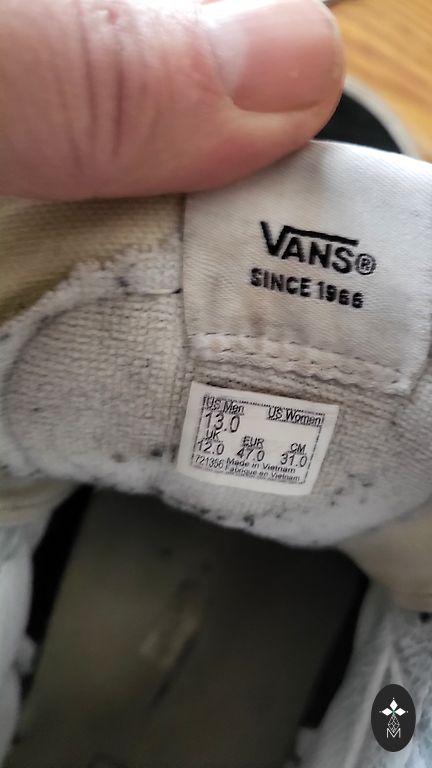 VANS®
SINCE 1966
US Men US Women
13.0
UK EUR CM
12.0 47.0 31.0
721356 Made in Vietnam
Fabriqué en Vietnam
M